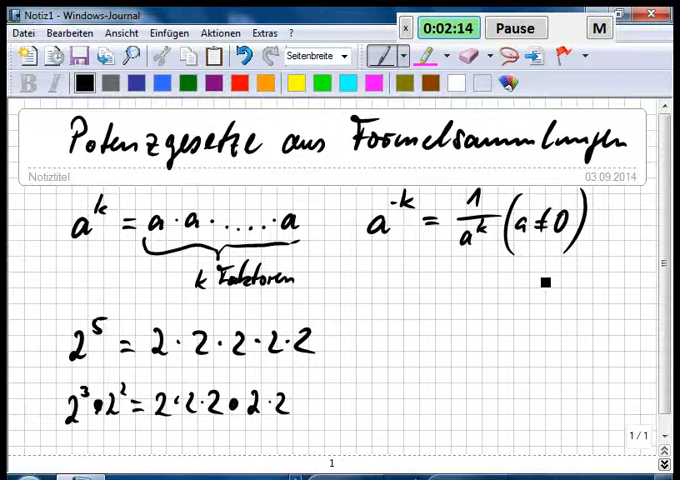 Notiz1 - Windows-Journal
x 0:02:14 Pause M
Datei Bearbeiten Ansicht Einfügen Aktionen Extras ?
Seitenbreite
B I
Potenzgesetze aus Formelsammlungen
Notiztitel 03.09.2014
a^k = a · a · .... · a
k Faktoren
a^-k = 1/a^k (a ≠ 0)
2^5 = 2 · 2 · 2 · 2 · 2
2^3 · 2^2 = 2 · 2 · 2 · 2 · 2
1 / 1
1